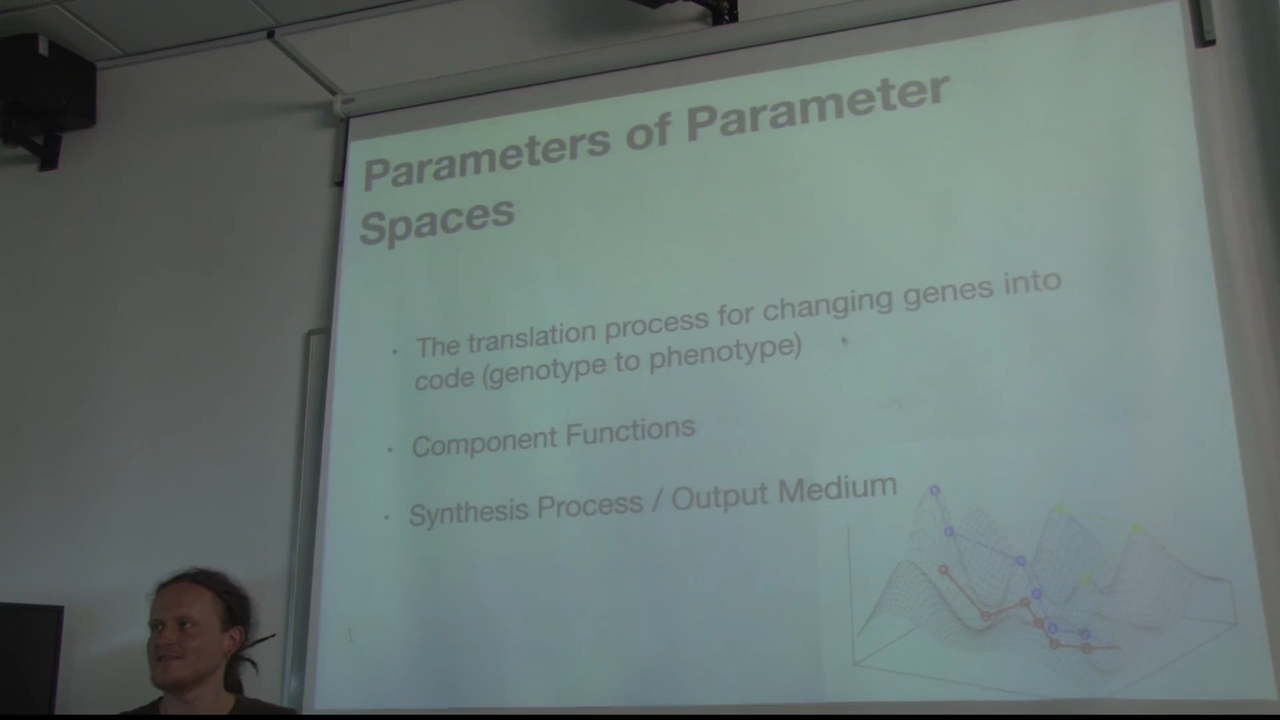 Parameters of Parameter
Spaces
· The translation process for changing genes into
code (genotype to phenotype)
· Component Functions
· Synthesis Process / Output Medium